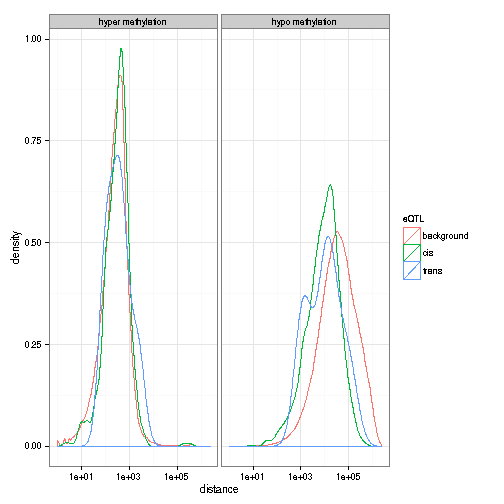 hyper methylation
hypo methylation
1.00
0.75
0.50
0.25
0.00
density
1e+01
1e+03
1e+05
1e+01
1e+03
1e+05
distance
eQTL
background
cis
trans